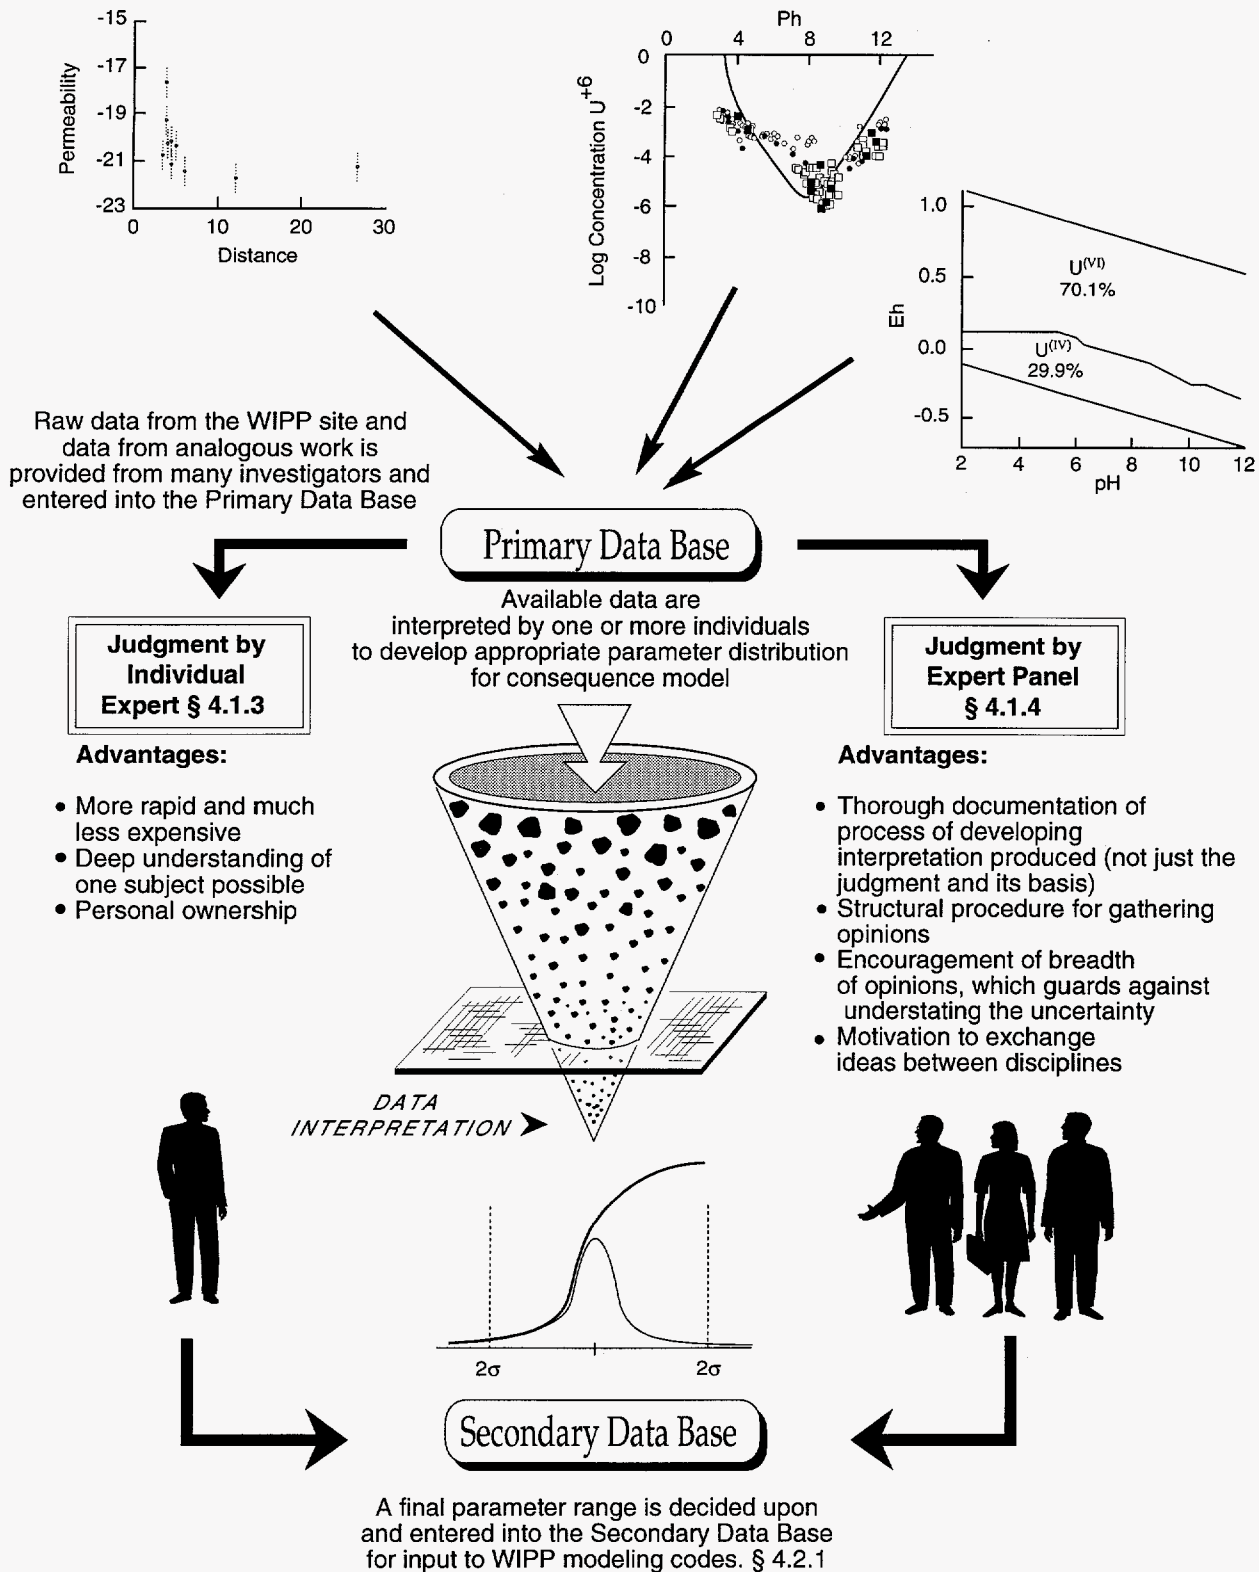 -15
-17
-19
-21
-23
Permeability
0
10
20
30
Distance
Ph
0
4
8
12
0
-2
-4
-6
-8
-10
Log Concentration U+6
1.0
0.5
0.0
-0.5
Eh
U(VI)
70.1%
U(IV)
29.9%
2
4
6
8
10
12
pH
Raw data from the WIPP site and
data from analogous work is
provided from many investigators and
entered into the Primary Data Base
Primary Data Base
Available data are
interpreted by one or more individuals
to develop appropriate parameter distribution
for consequence model
Judgment by
Individual
Expert § 4.1.3
Advantages:
• More rapid and much
less expensive
• Deep understanding of
one subject possible
• Personal ownership
Judgment by
Expert Panel
§ 4.1.4
Advantages:
• Thorough documentation of
process of developing
interpretation produced (not just the
judgment and its basis)
• Structural procedure for gathering
opinions
• Encouragement of breadth
of opinions, which guards against
understating the uncertainty
• Motivation to exchange
ideas between disciplines
DATA
INTERPRETATION
2σ
2σ
Secondary Data Base
A final parameter range is decided upon
and entered into the Secondary Data Base
for input to WIPP modeling codes. § 4.2.1